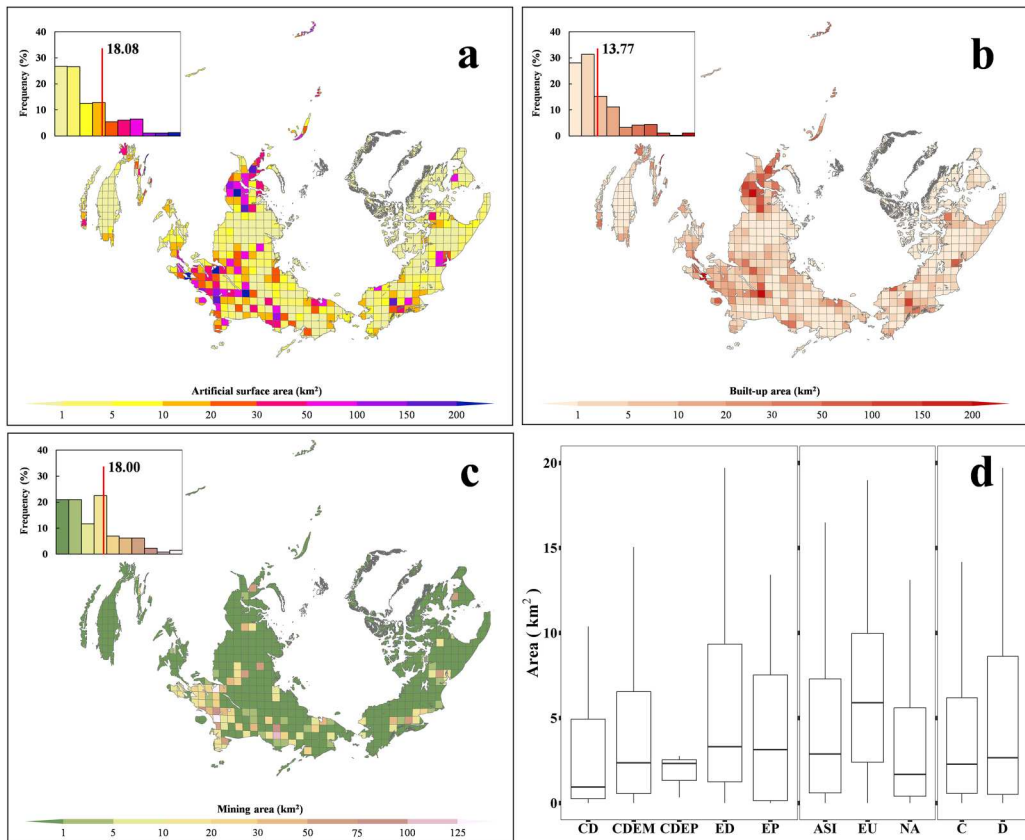 40
30
20
10
0
Frequency (%)
18.08
a
Artificial surface area (km²)
1 5 10 20 30 50 100 150 200
40
30
20
10
0
Frequency (%)
13.77
b
Built-up area (km²)
1 5 10 20 30 50 100 200
40
30
20
10
0
Frequency (%)
18.00
c
Mining area (km²)
1 5 10 30 50 75 100 125
d
20
15
10
5
0
Area ( km²)
CD CDEM CDEP ED EP ASI EU NA C D